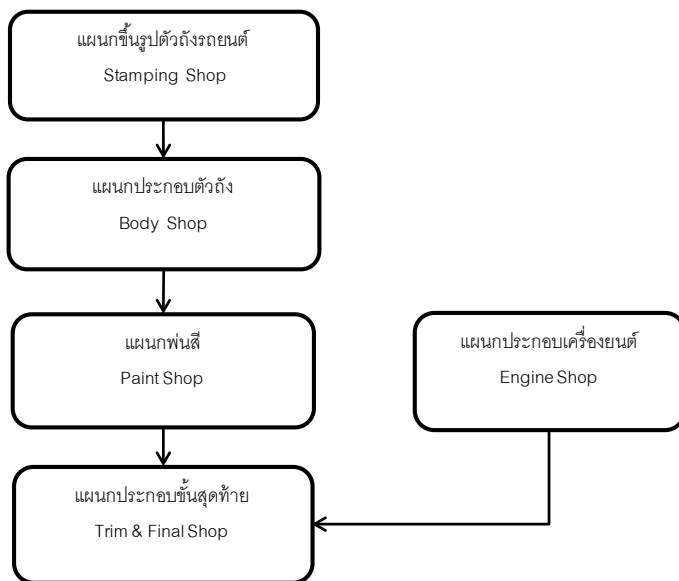 แผนกขึ้นรูปตัวถังรถยนต์
Stamping Shop
แผนกประกอบตัวถัง
Body Shop
แผนกพ่นสี
Paint Shop
แผนกประกอบเครื่องยนต์
Engine Shop
แผนกประกอบขั้นสุดท้าย
Trim & Final Shop